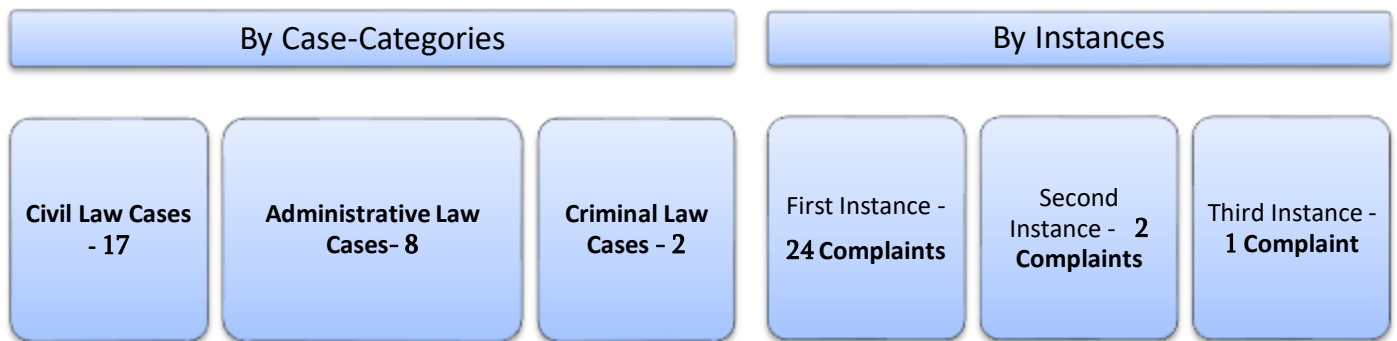 By Case-Categories
By Instances
Civil Law Cases
- 17
Administrative Law
Cases– 8
Criminal Law
Cases – 2
First Instance -
24 Complaints
Second
Instance - 2
Complaints
Third Instance -
1 Complaint